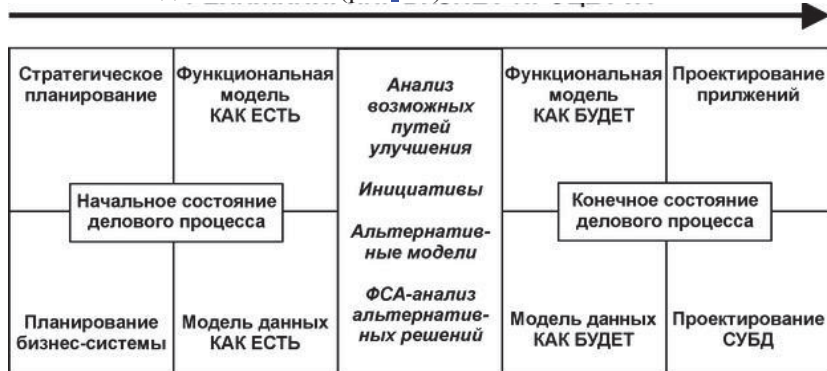 Стратегическое
планирование
Функциональная
модель
КАК ЕСТЬ
Анализ
возможных
путей
улучшения
Инициативы
Альтернатив-
ные модели
ФСА-анализ
альтернатив-
ных решений
Функциональная
модель
КАК БУДЕТ
Проектирование
прилжений
Начальное состояние
делового процесса
Конечное состояние
делового процесса
Планирование
бизнес-системы
Модель данных
КАК ЕСТЬ
Модель данных
КАК БУДЕТ
Проектирование
СУБД